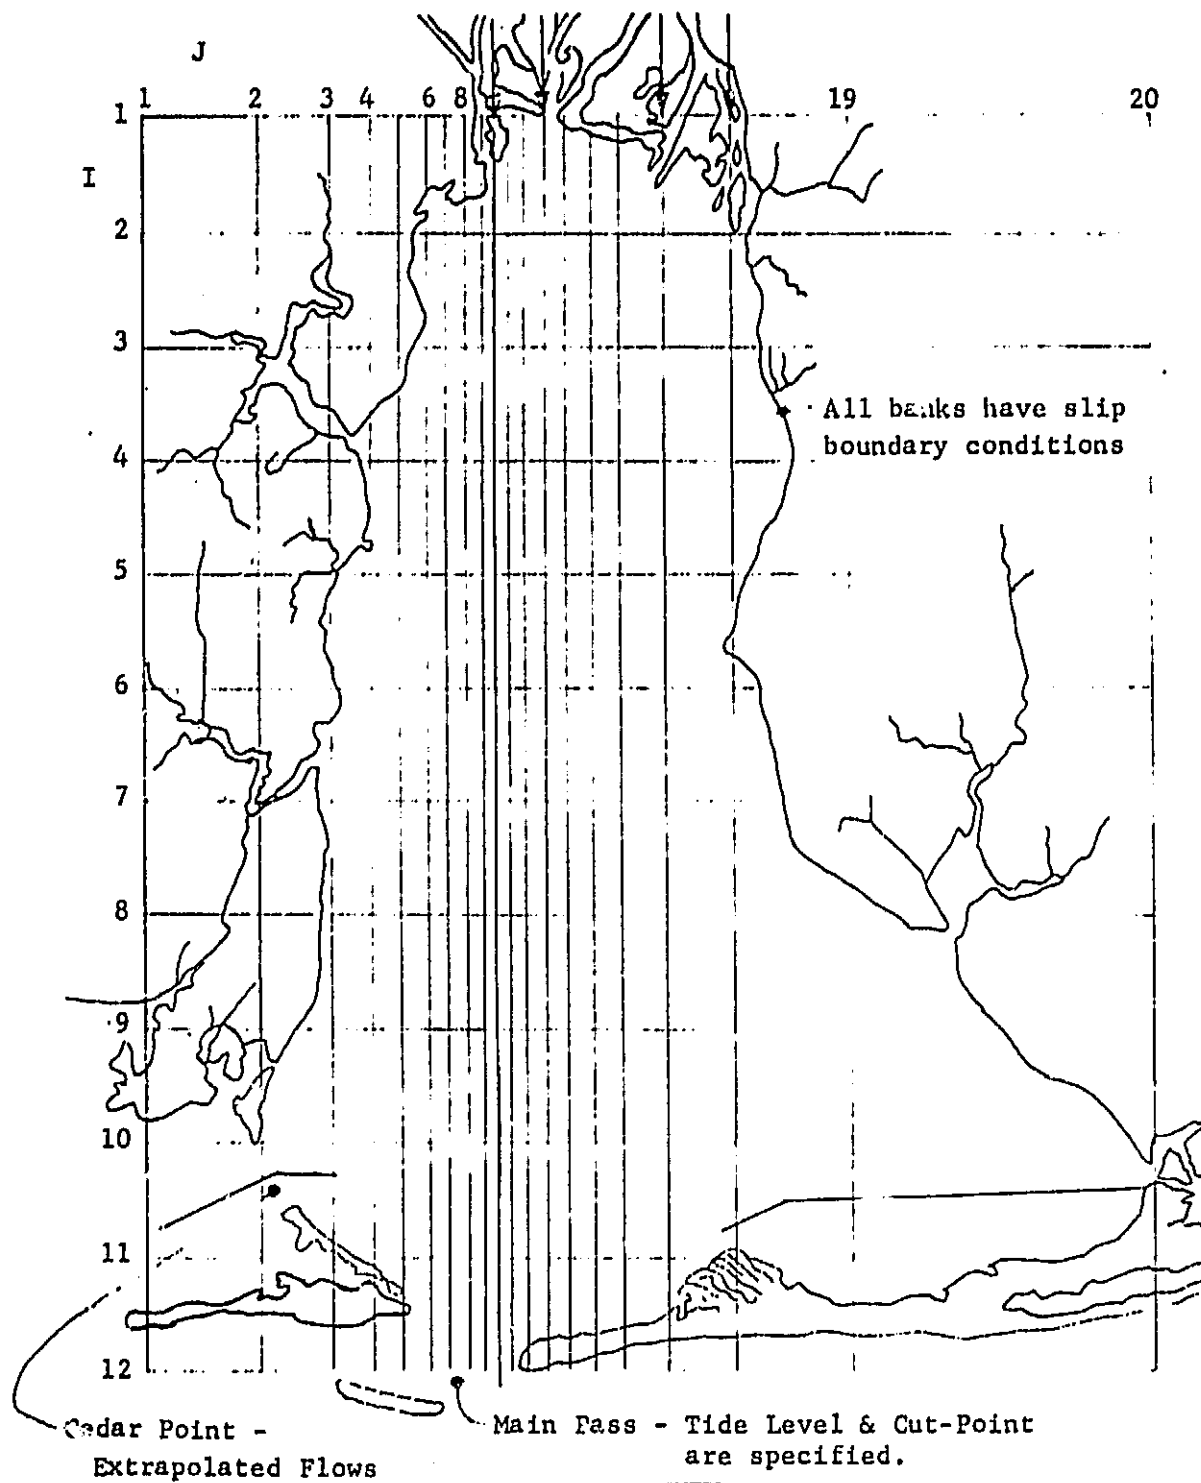 J
1 2 3 4 6 8 19 20
1
I
2
3
All banks have slip
boundary conditions
4
5
6
7
8
9
10
11
12
Cedar Point -
Extrapolated Flows
Main Pass - Tide Level & Cut-Point
are specified.